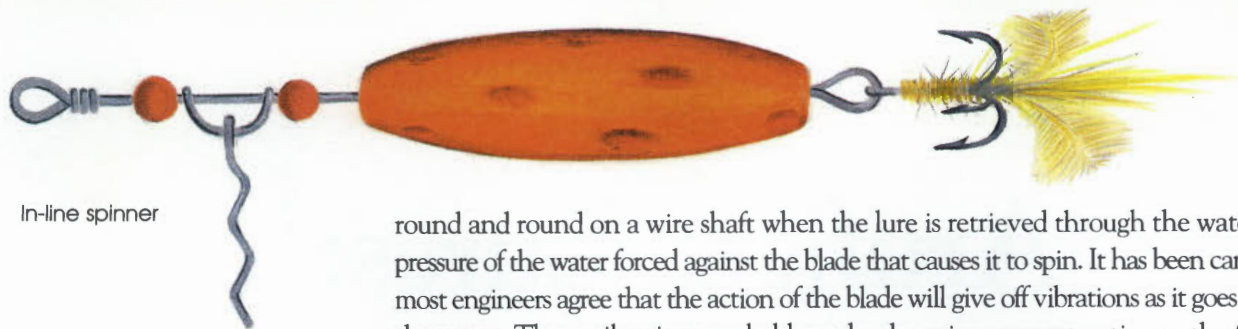 In-line spinner
round and round on a wire shaft when the lure is retrieved through the wat
pressure of the water forced against the blade that causes it to spin. It has been car
most engineers agree that the action of the blade will give off vibrations as it goes